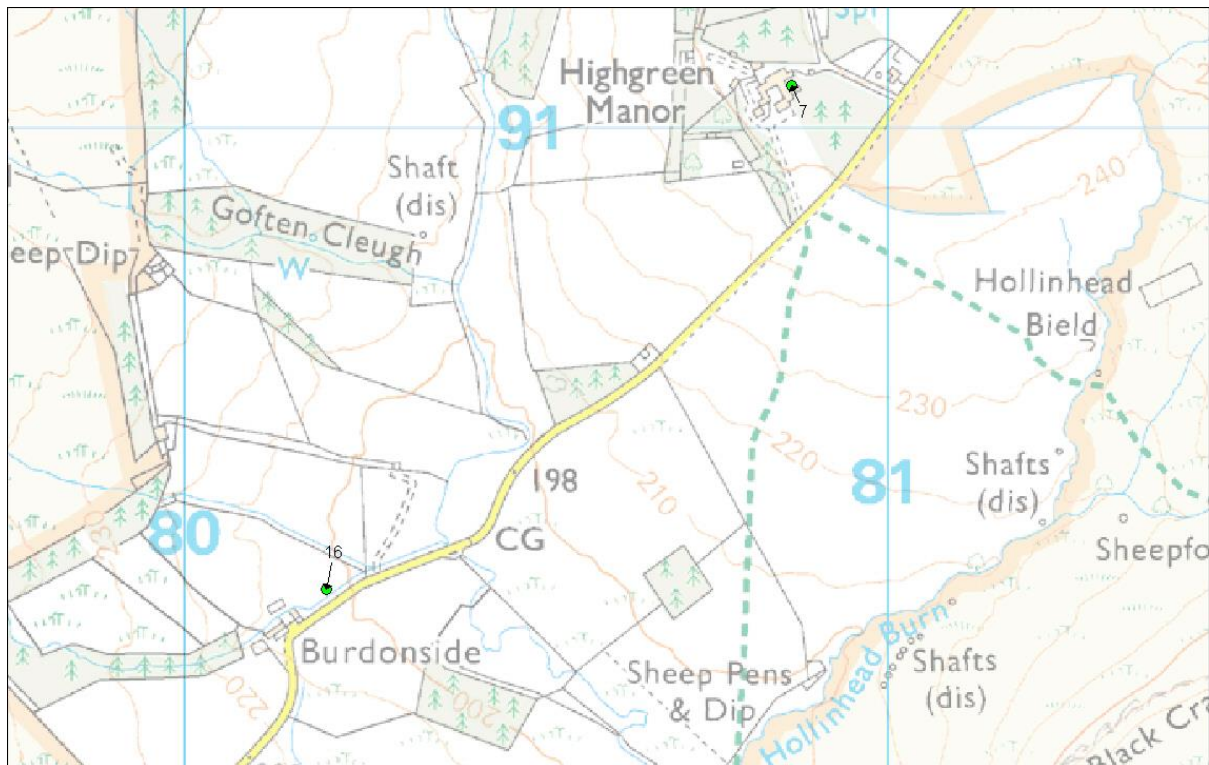 Spr
Highgreen
Manor
7
91
Shaft
(dis)
240
Goften Cleugh
eep Dip
W
Hollinhead
Bield
230
220
198
210
81
Shafts
(dis)
80
230
CG
Sheepfo
16
Burdonside
Hollinhead Burn
Sheep Pens
& Dip
Shafts
(dis)
220
200
Black Cra